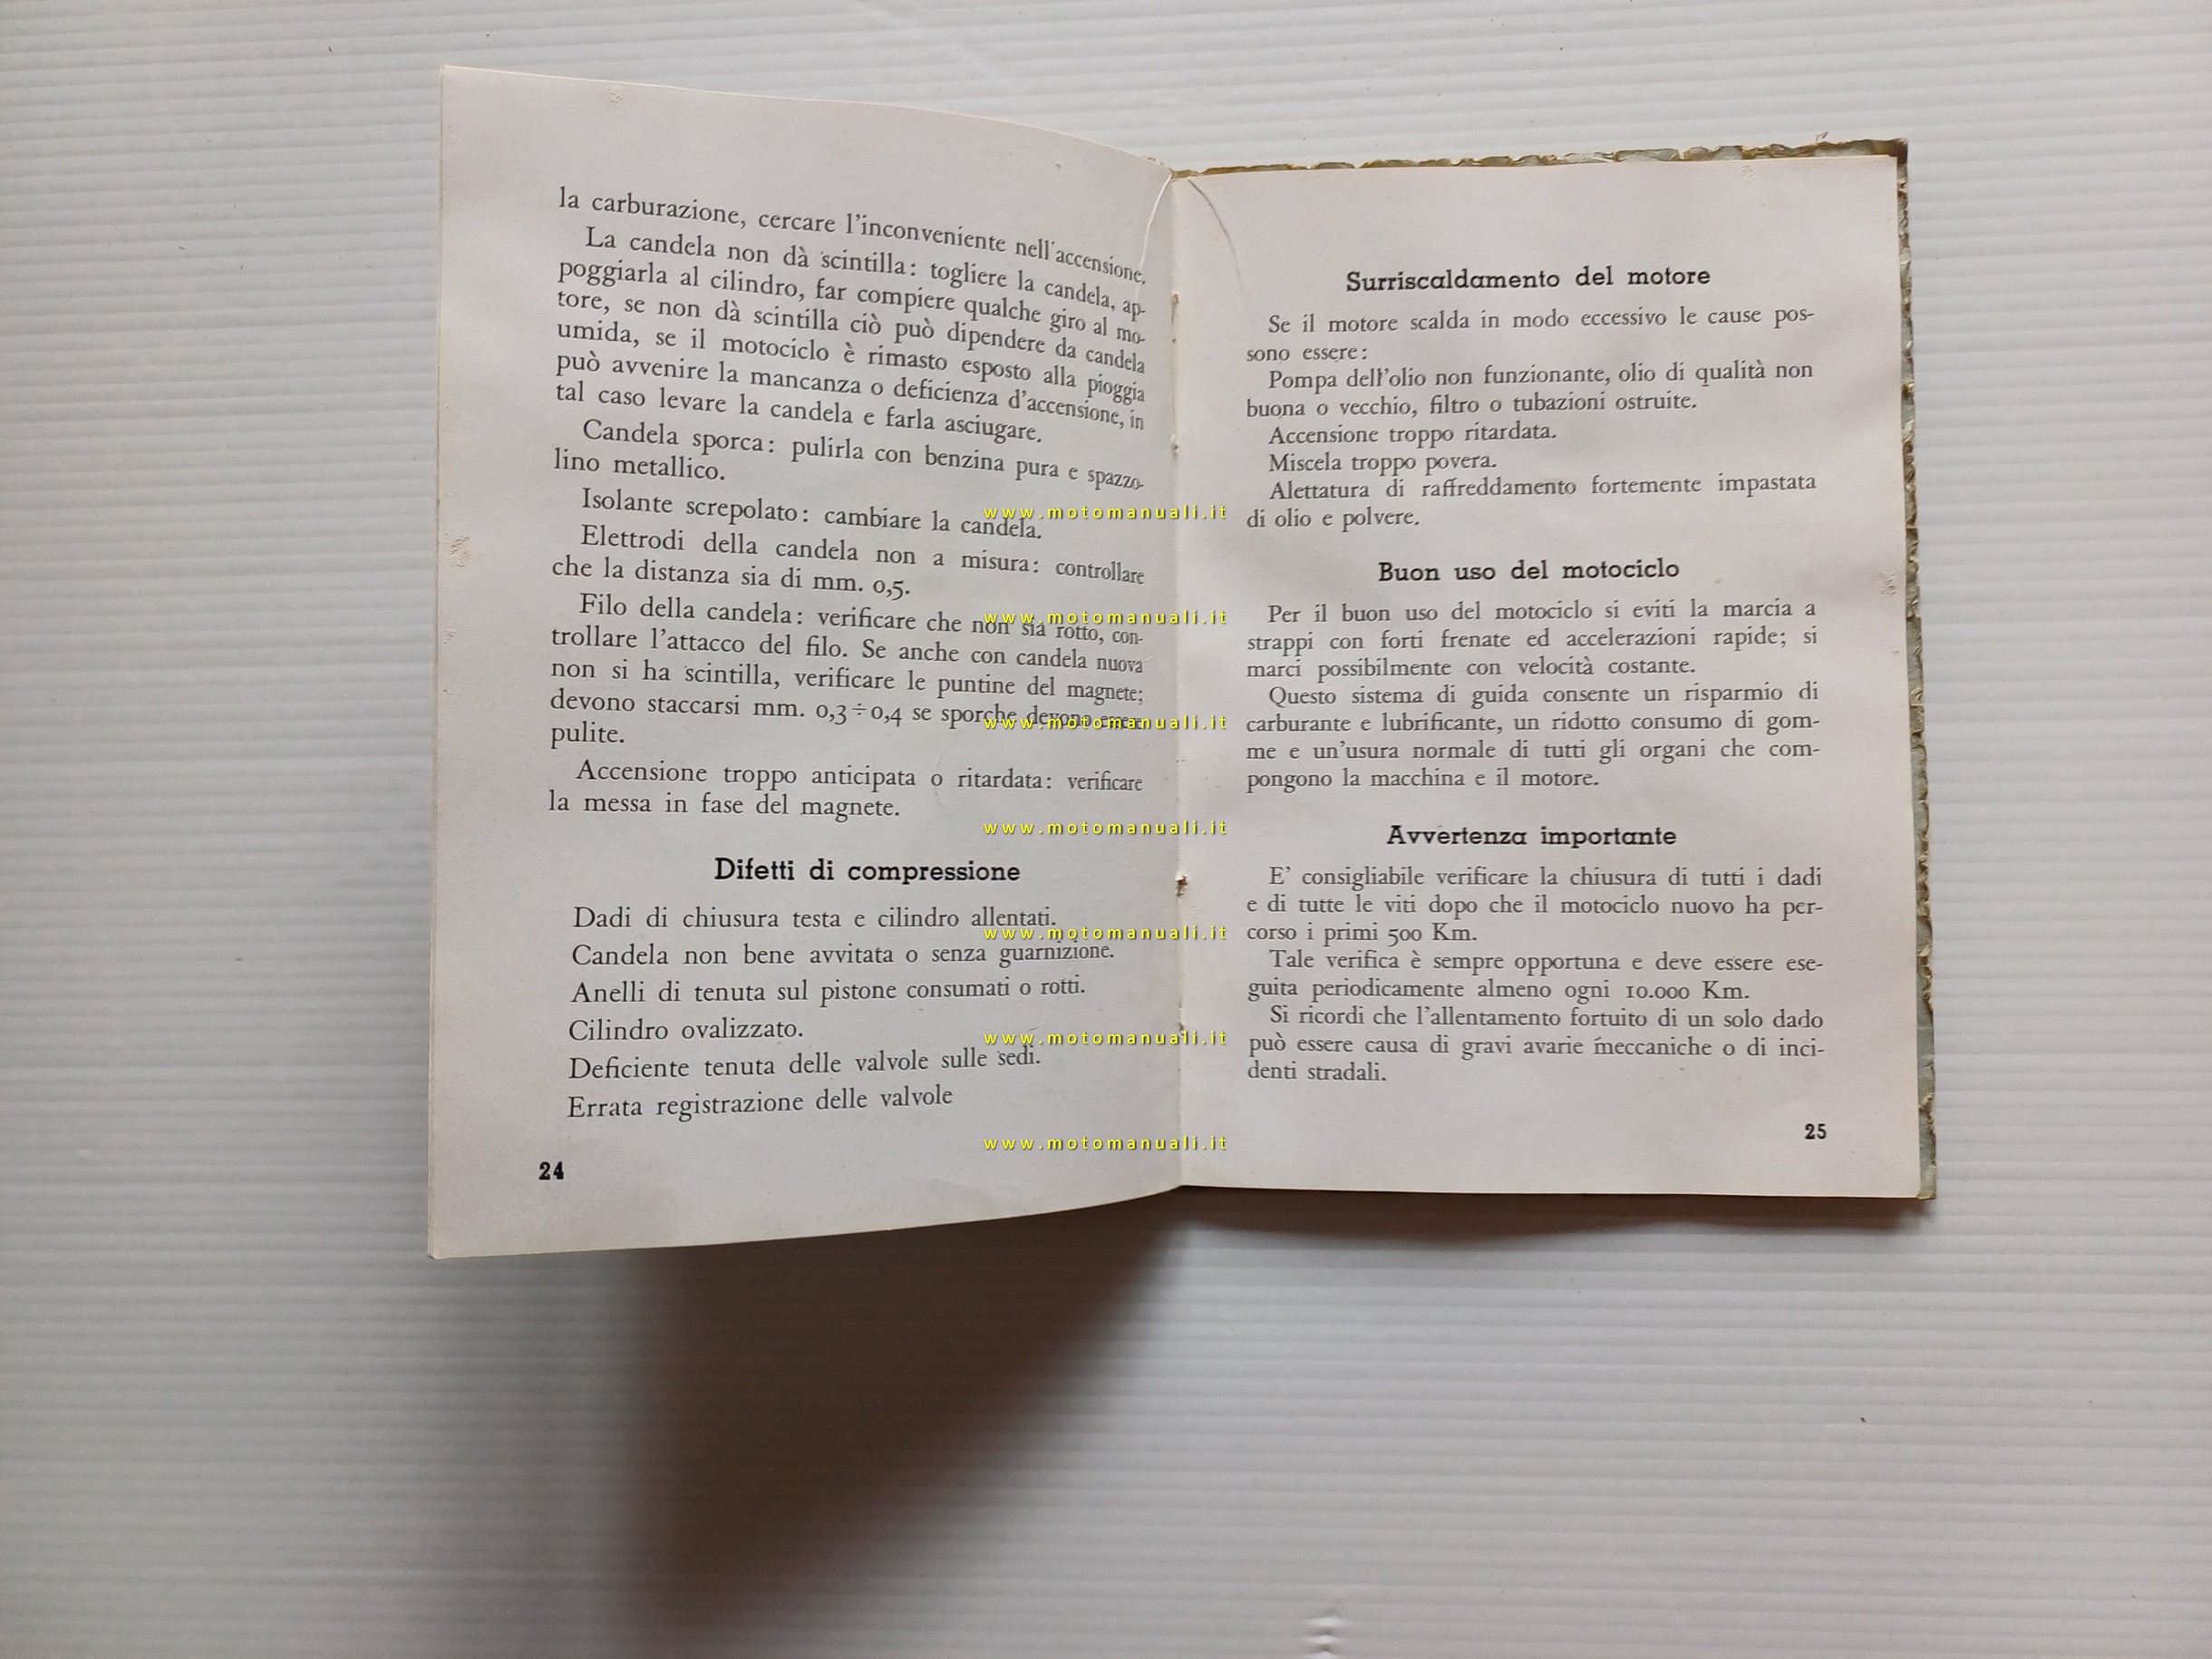 la carburazione, cercare l'inconveniente nell'accensione.
La candela non dà scintilla: togliere la candela, ap-
poggiarla al cilindro, far compiere qualche giro al mo-
tore, se non dà scintilla ciò può dipendere da candela
umida, se il motociclo è rimasto esposto alla pioggia
può avvenire la mancanza o deficienza d'accensione, in
tal caso levare la candela e farla asciugare.
Candela sporca: pulirla con benzina pura e spazzo-
lino metallico.
Isolante screpolato: cambiare la candela.
Elettrodi della candela non a misura: controllare
che la distanza sia di mm. 0,5.
Filo della candela: verificare che non sia rotto, con-
trollare l'attacco del filo. Se anche con candela nuova
non si ha scintilla, verificare le puntine del magnete;
devono staccarsi mm. 0,3÷0,4 se sporche devono
pulite.
Accensione troppo anticipata o ritardata: verificare
la messa in fase del magnete.
Difetti di compressione
Dadi di chiusura testa e cilindro allentati.
Candela non bene avvitata o senza guarnizione.
Anelli di tenuta sul pistone consumati o rotti.
Cilindro ovalizzato.
Deficiente tenuta delle valvole sulle sedi.
Errata registrazione delle valvole
24
Surriscaldamento del motore
Se il motore scalda in modo eccessivo le cause pos-
sono essere:
Pompa dell'olio non funzionante, olio di qualità non
buona o vecchio, filtro o tubazioni ostruite.
Accensione troppo ritardata.
Miscela troppo povera.
Alettatura di raffreddamento fortemente impastata
di olio e polvere.
Buon uso del motociclo
Per il buon uso del motociclo si eviti la marcia a
strappi con forti frenate ed accelerazioni rapide; si
marci possibilmente con velocità costante.
Questo sistema di guida consente un risparmio di
carburante e lubrificante, un ridotto consumo di gom-
me e un'usura normale di tutti gli organi che com-
pongono la macchina e il motore.
Avvertenza importante
E' consigliabile verificare la chiusura di tutti i dadi
e di tutte le viti dopo che il motociclo nuovo ha per-
corso i primi 500 Km.
Tale verifica è sempre opportuna e deve essere ese-
guita periodicamente almeno ogni 10.000 Km.
Si ricordi che l'allentamento fortuito di un solo dado
può essere causa di gravi avarie meccaniche o di inci-
denti stradali.
25
www.motomanuali.it
www.motomanuali.it
www.motomanuali.it
www.motomanuali.it
www.motomanuali.it
www.motomanuali.it
www.motomanuali.it